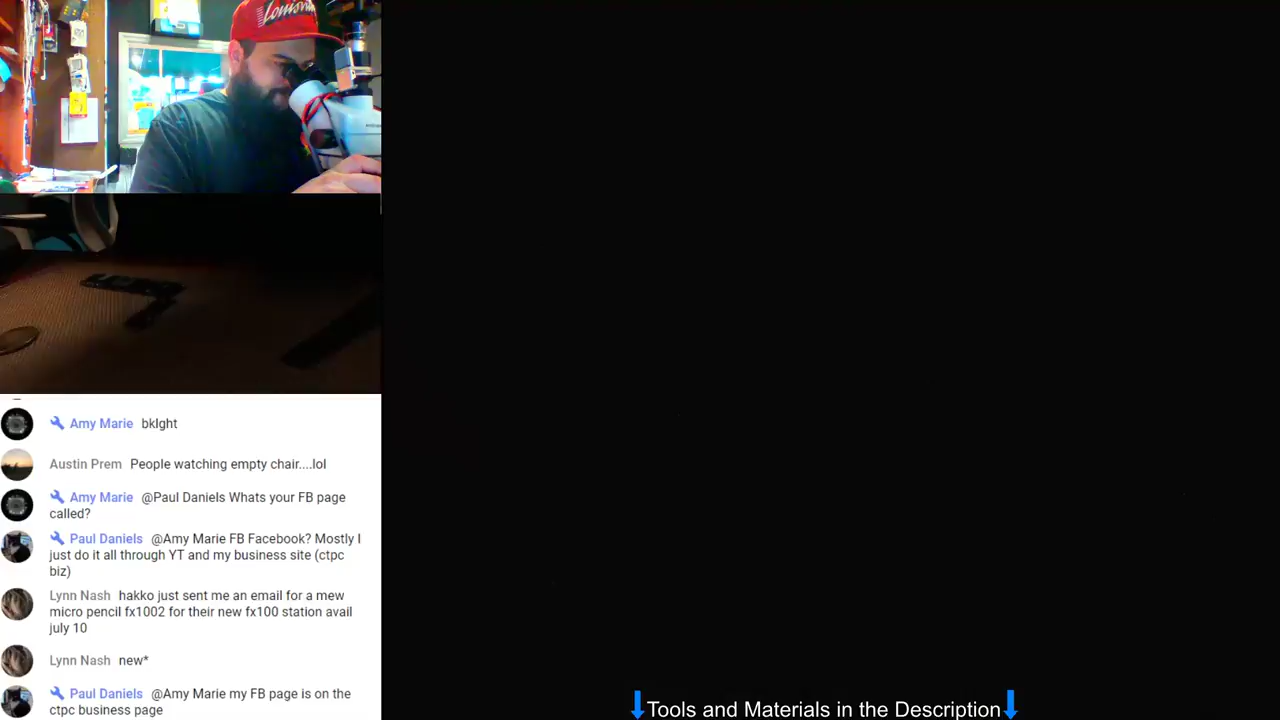 Louisville
Amy Marie bklght
Austin Prem People watching empty chair....lol
Amy Marie @Paul Daniels Whats your FB page
called?
Paul Daniels @Amy Marie FB Facebook? Mostly I
just do it all through YT and my business site (ctpc
biz)
Lynn Nash hakko just sent me an email for a mew
micro pencil fx1002 for their new fx100 station avail
july 10
Lynn Nash new*
Paul Daniels @Amy Marie my FB page is on the
ctpc business page
Tools and Materials in the Description